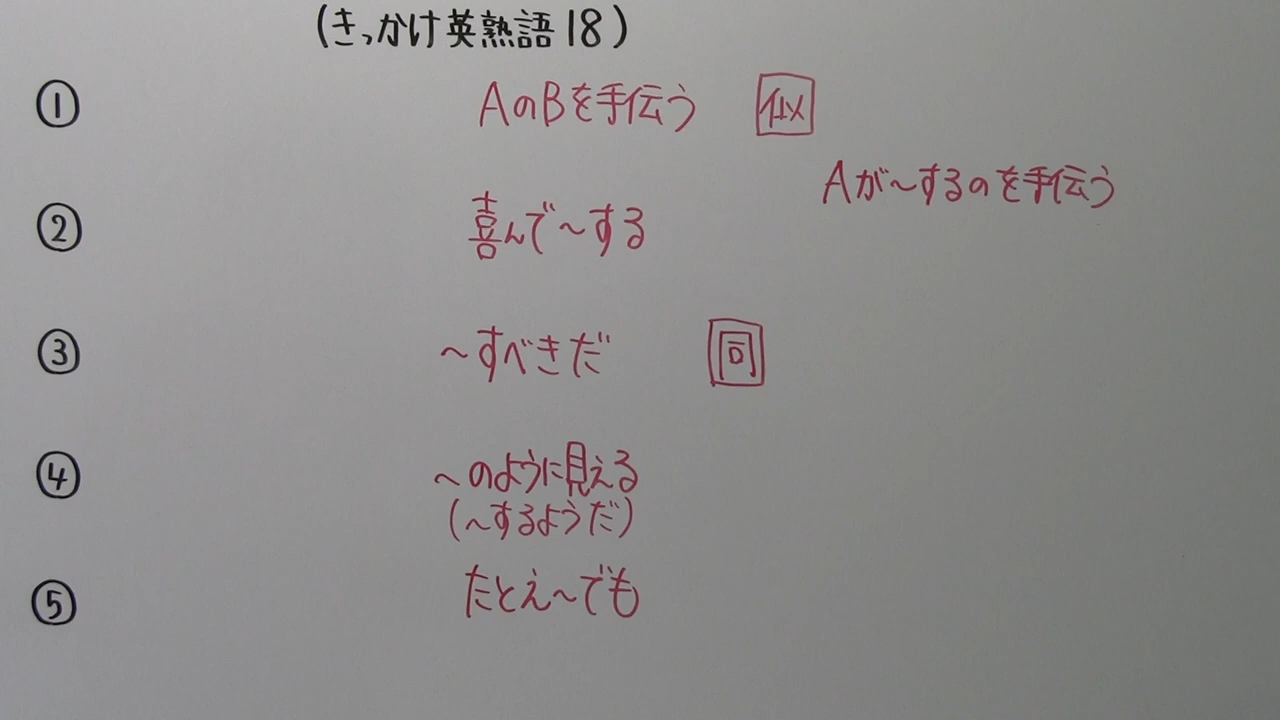 (きっかけ英熟語18)
① AのBを手伝う 似
Aが~するのを手伝う
② 喜んで~する
③ ~すべきだ 同
④ ~のように見える
(~するようだ)
⑤ たとえ~でも